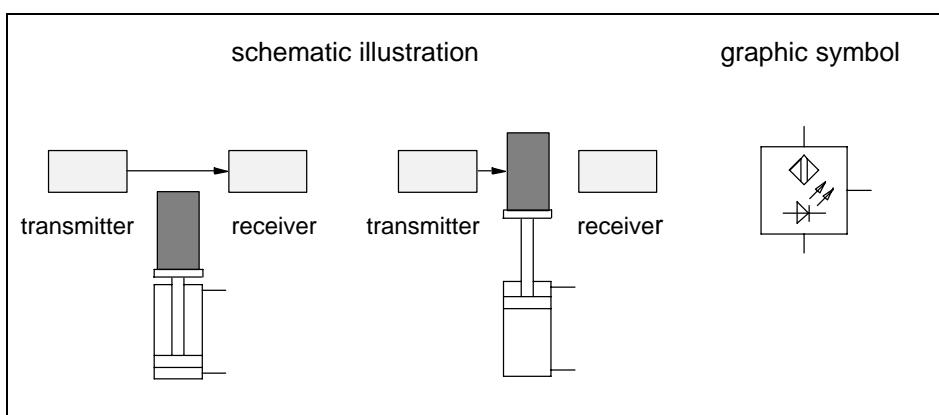 schematic illustration
graphic symbol
transmitter
receiver
transmitter
receiver